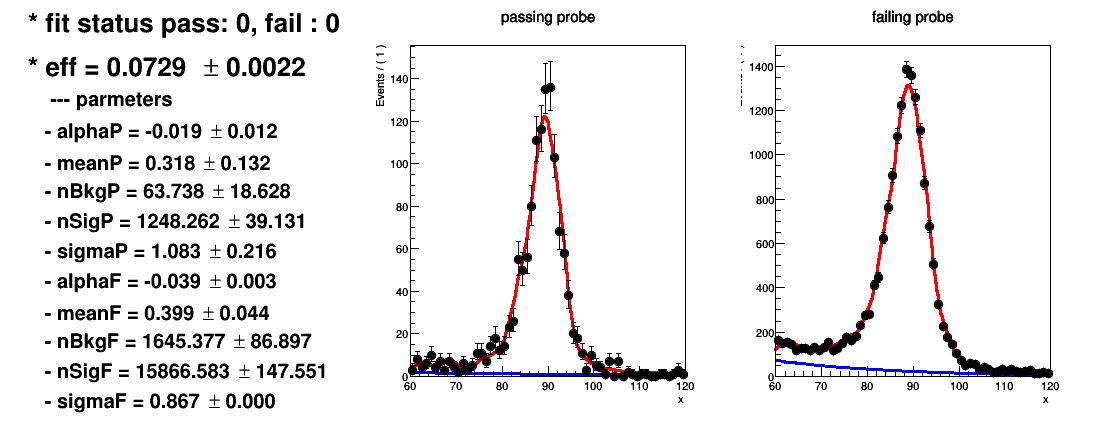 * fit status pass: 0, fail : 0
* eff = 0.0729 ± 0.0022
--- parmeters
- alphaP = -0.019 ± 0.012
- meanP = 0.318 ± 0.132
- nBkgP = 63.738 ± 18.628
- nSigP = 1248.262 ± 39.131
- sigmaP = 1.083 ± 0.216
- alphaF = -0.039 ± 0.003
- meanF = 0.399 ± 0.044
- nBkgF = 1645.377 ± 86.897
- nSigF = 15866.583 ± 147.551
- sigmaF = 0.867 ± 0.000
passing probe
Events / ( 1 )
140
120
100
80
60
40
20
0
60 70 80 90 100 110 120
x
failing probe
1400
1200
1000
800
600
400
200
0
60 70 80 90 100 110 120
x